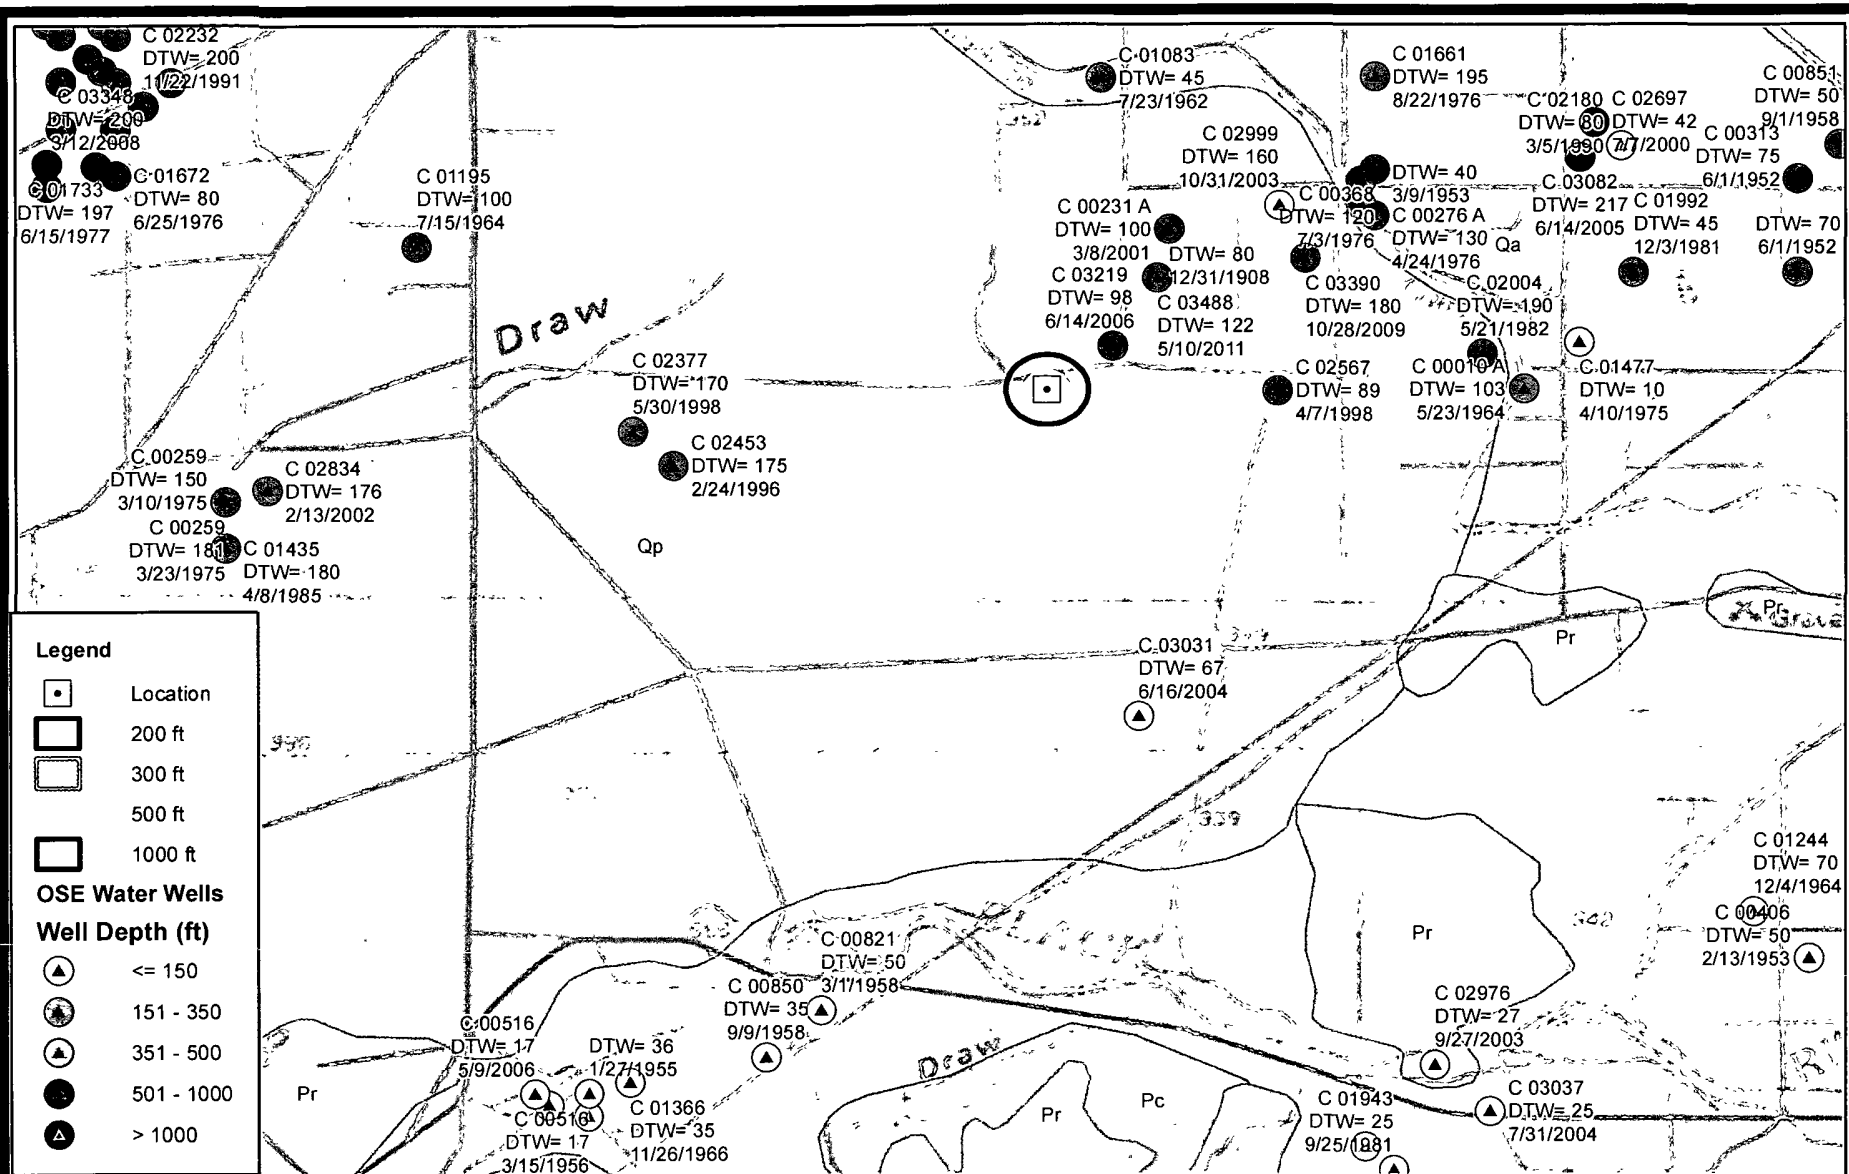 C 02232
DTW= 200
11/22/1991
C 03348
DTW= 200
3/12/2008
C 01733
DTW= 197
6/15/1977
C 01672
DTW= 80
6/25/1976
C 01195
DTW= 100
7/15/1964
C 01083
DTW= 45
7/23/1962
C 02999
DTW= 160
10/31/2003
C 01661
DTW= 195
8/22/1976
DTW= 40
3/9/1953
C 00368
DTW= 120
7/3/1976
C 00276 A
DTW= 130
4/24/1976
Qa
C 02180
DTW= 80
3/5/1990
C 02697
DTW= 42
7/7/2000
C 00851
DTW= 50
9/1/1958
C 00313
DTW= 75
6/1/1952
C 03082
DTW= 217
6/14/2005
C 01992
DTW= 45
12/3/1981
DTW= 70
6/1/1952
C 00231 A
DTW= 100
3/8/2001
DTW= 80
12/31/1908
C 03219
DTW= 98
6/14/2006
C 03488
DTW= 122
5/10/2011
C 03390
DTW= 180
10/28/2009
C 02004
DTW= 190
5/21/1982
C 02567
DTW= 89
4/7/1998
C 00010 A
DTW= 103
5/23/1964
C 01477
DTW= 10
4/10/1975
Draw
C 02377
DTW= 170
5/30/1998
C 02453
DTW= 175
2/24/1996
C 00259
DTW= 150
3/10/1975
C 02834
DTW= 176
2/13/2002
C 00259
DTW= 181
3/23/1975
C 01435
DTW= 180
4/8/1985
Qp
C 03031
DTW= 67
6/16/2004
Pr
Pr
Legend
Location
200 ft
300 ft
500 ft
1000 ft
OSE Water Wells
Well Depth (ft)
<= 150
151 - 350
351 - 500
501 - 1000
> 1000
339
C 01244
DTW= 70
12/4/1964
C 00406
DTW= 50
2/13/1953
Pr
C 00821
DTW= 50
3/1/1958
C 00850
DTW= 35
9/9/1958
C 02976
DTW= 27
9/27/2003
C 00516
DTW= 17
5/9/2006
DTW= 36
1/27/1955
Draw
Pr
C 00516
DTW= 17
3/15/1956
C 01366
DTW= 35
11/26/1966
Pr
Pc
C 01943
DTW= 25
9/25/1981
C 03037
DTW= 25
7/31/2004